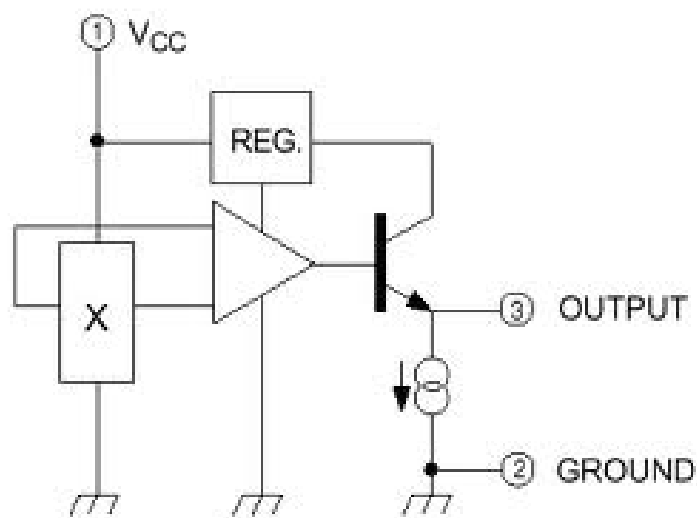 1 VCC
REG.
X
3 OUTPUT
2 GROUND